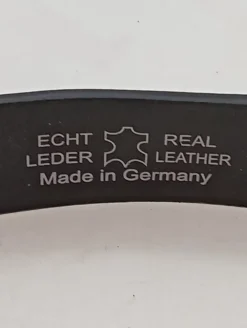 ECHT REAL
LEDER LEATHER
Made in Germany